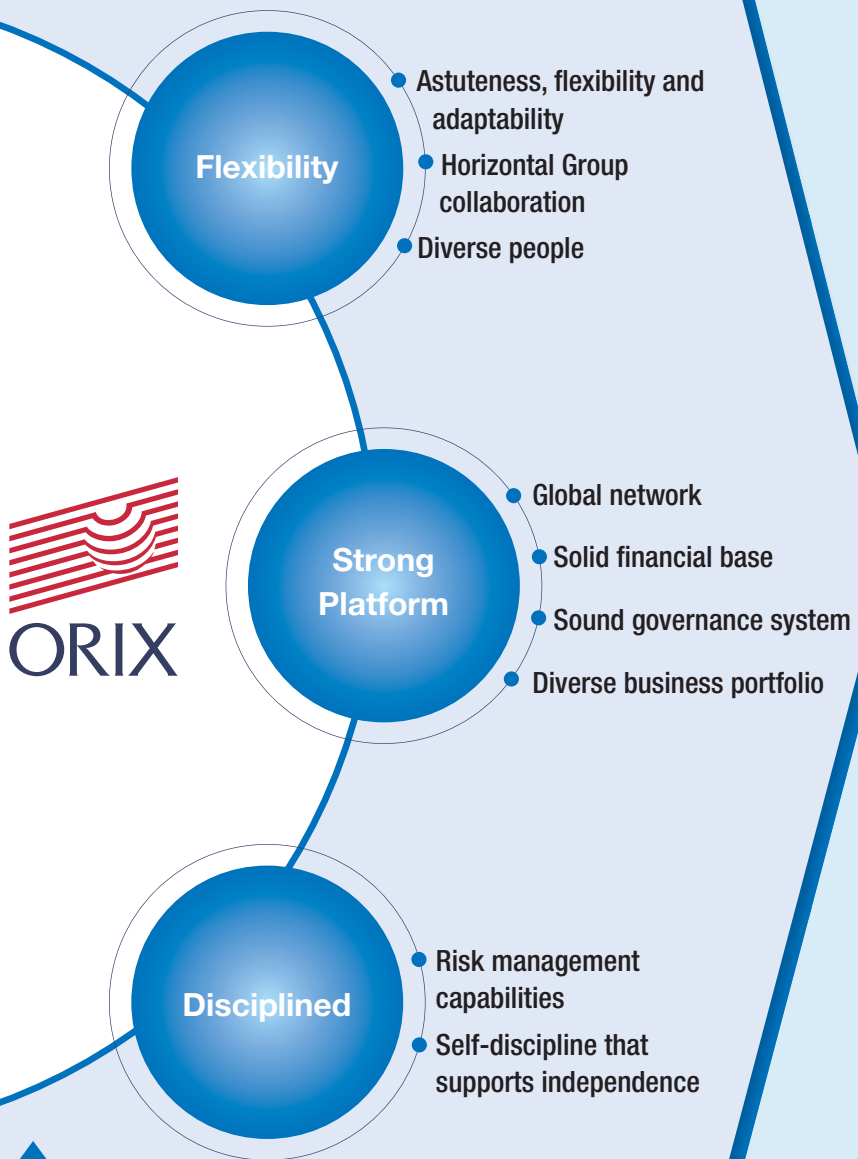 Flexibility
Astuteness, flexibility and
adaptability
Horizontal Group
collaboration
Diverse people
ORIX
Strong
Platform
Global network
Solid financial base
Sound governance system
Diverse business portfolio
Disciplined
Risk management
capabilities
Self-discipline that
supports independence